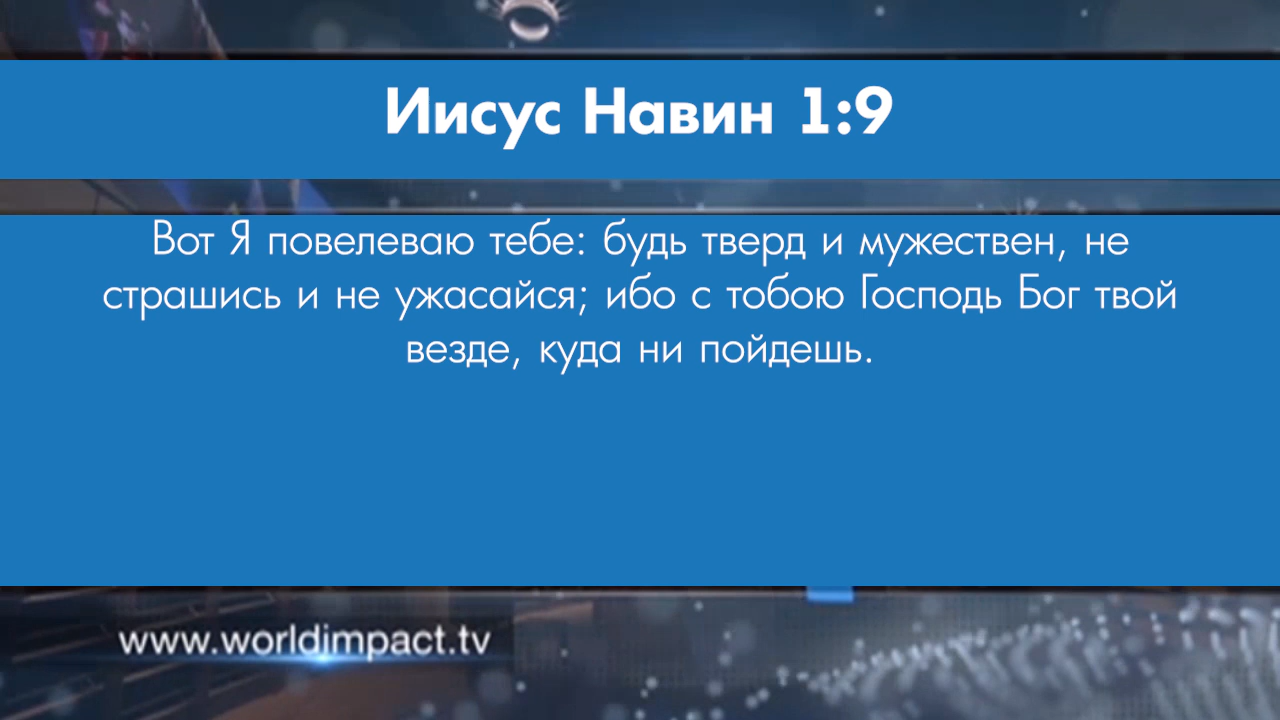 Иисус Навин 1:9
Вот Я повелеваю тебе: будь тверд и мужествен, не
страшись и не ужасайся; ибо с тобою Господь Бог твой
везде, куда ни пойдешь.
www.worldimpact.tv